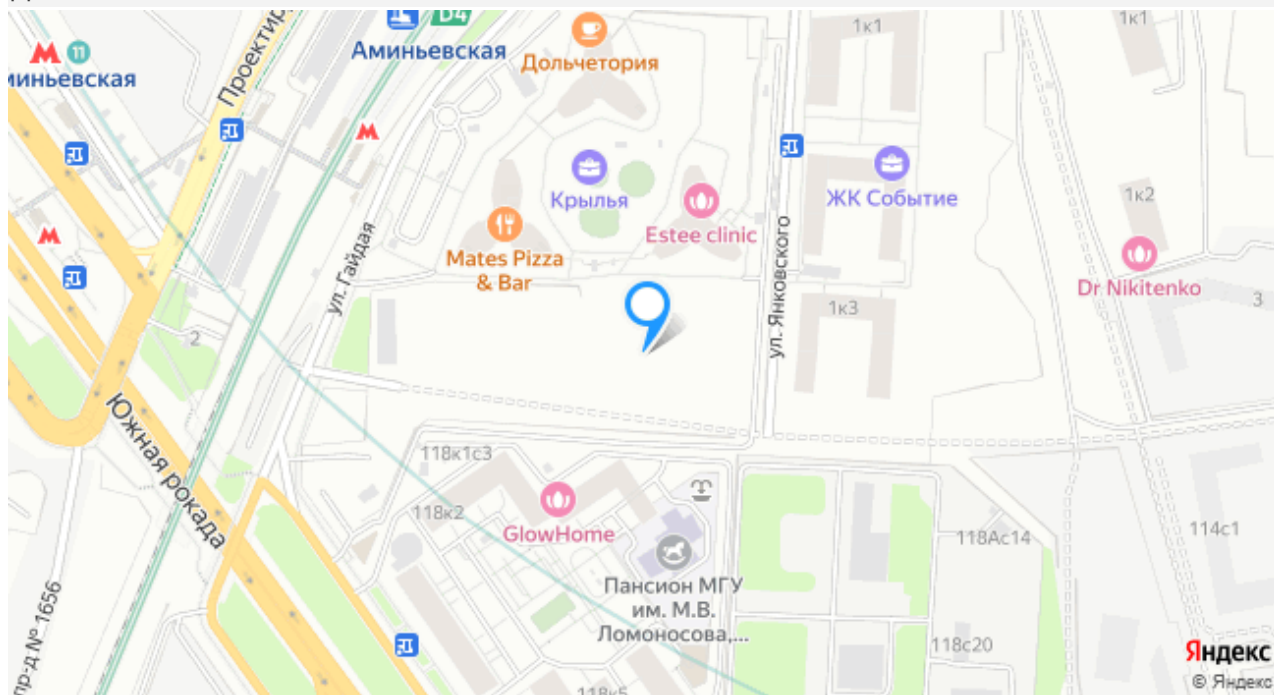 D4
1к1
1к1
Аминьевская
Дольчетория
11
миньевская
Крылья
ЖК Событие
1к2
Estee clinic
ул. Гайдая
Mates Pizza
& Bar
ул. Янковского
Dr Nikitenko
3
1к3
2
Южная рокада
118к1с3
118к2
GlowHome
118Ас14
114с1
Пансион МГУ
им. М.В.
Ломоносова,...
118с20
пр-д № 1656
Яндекс
© Яндекс